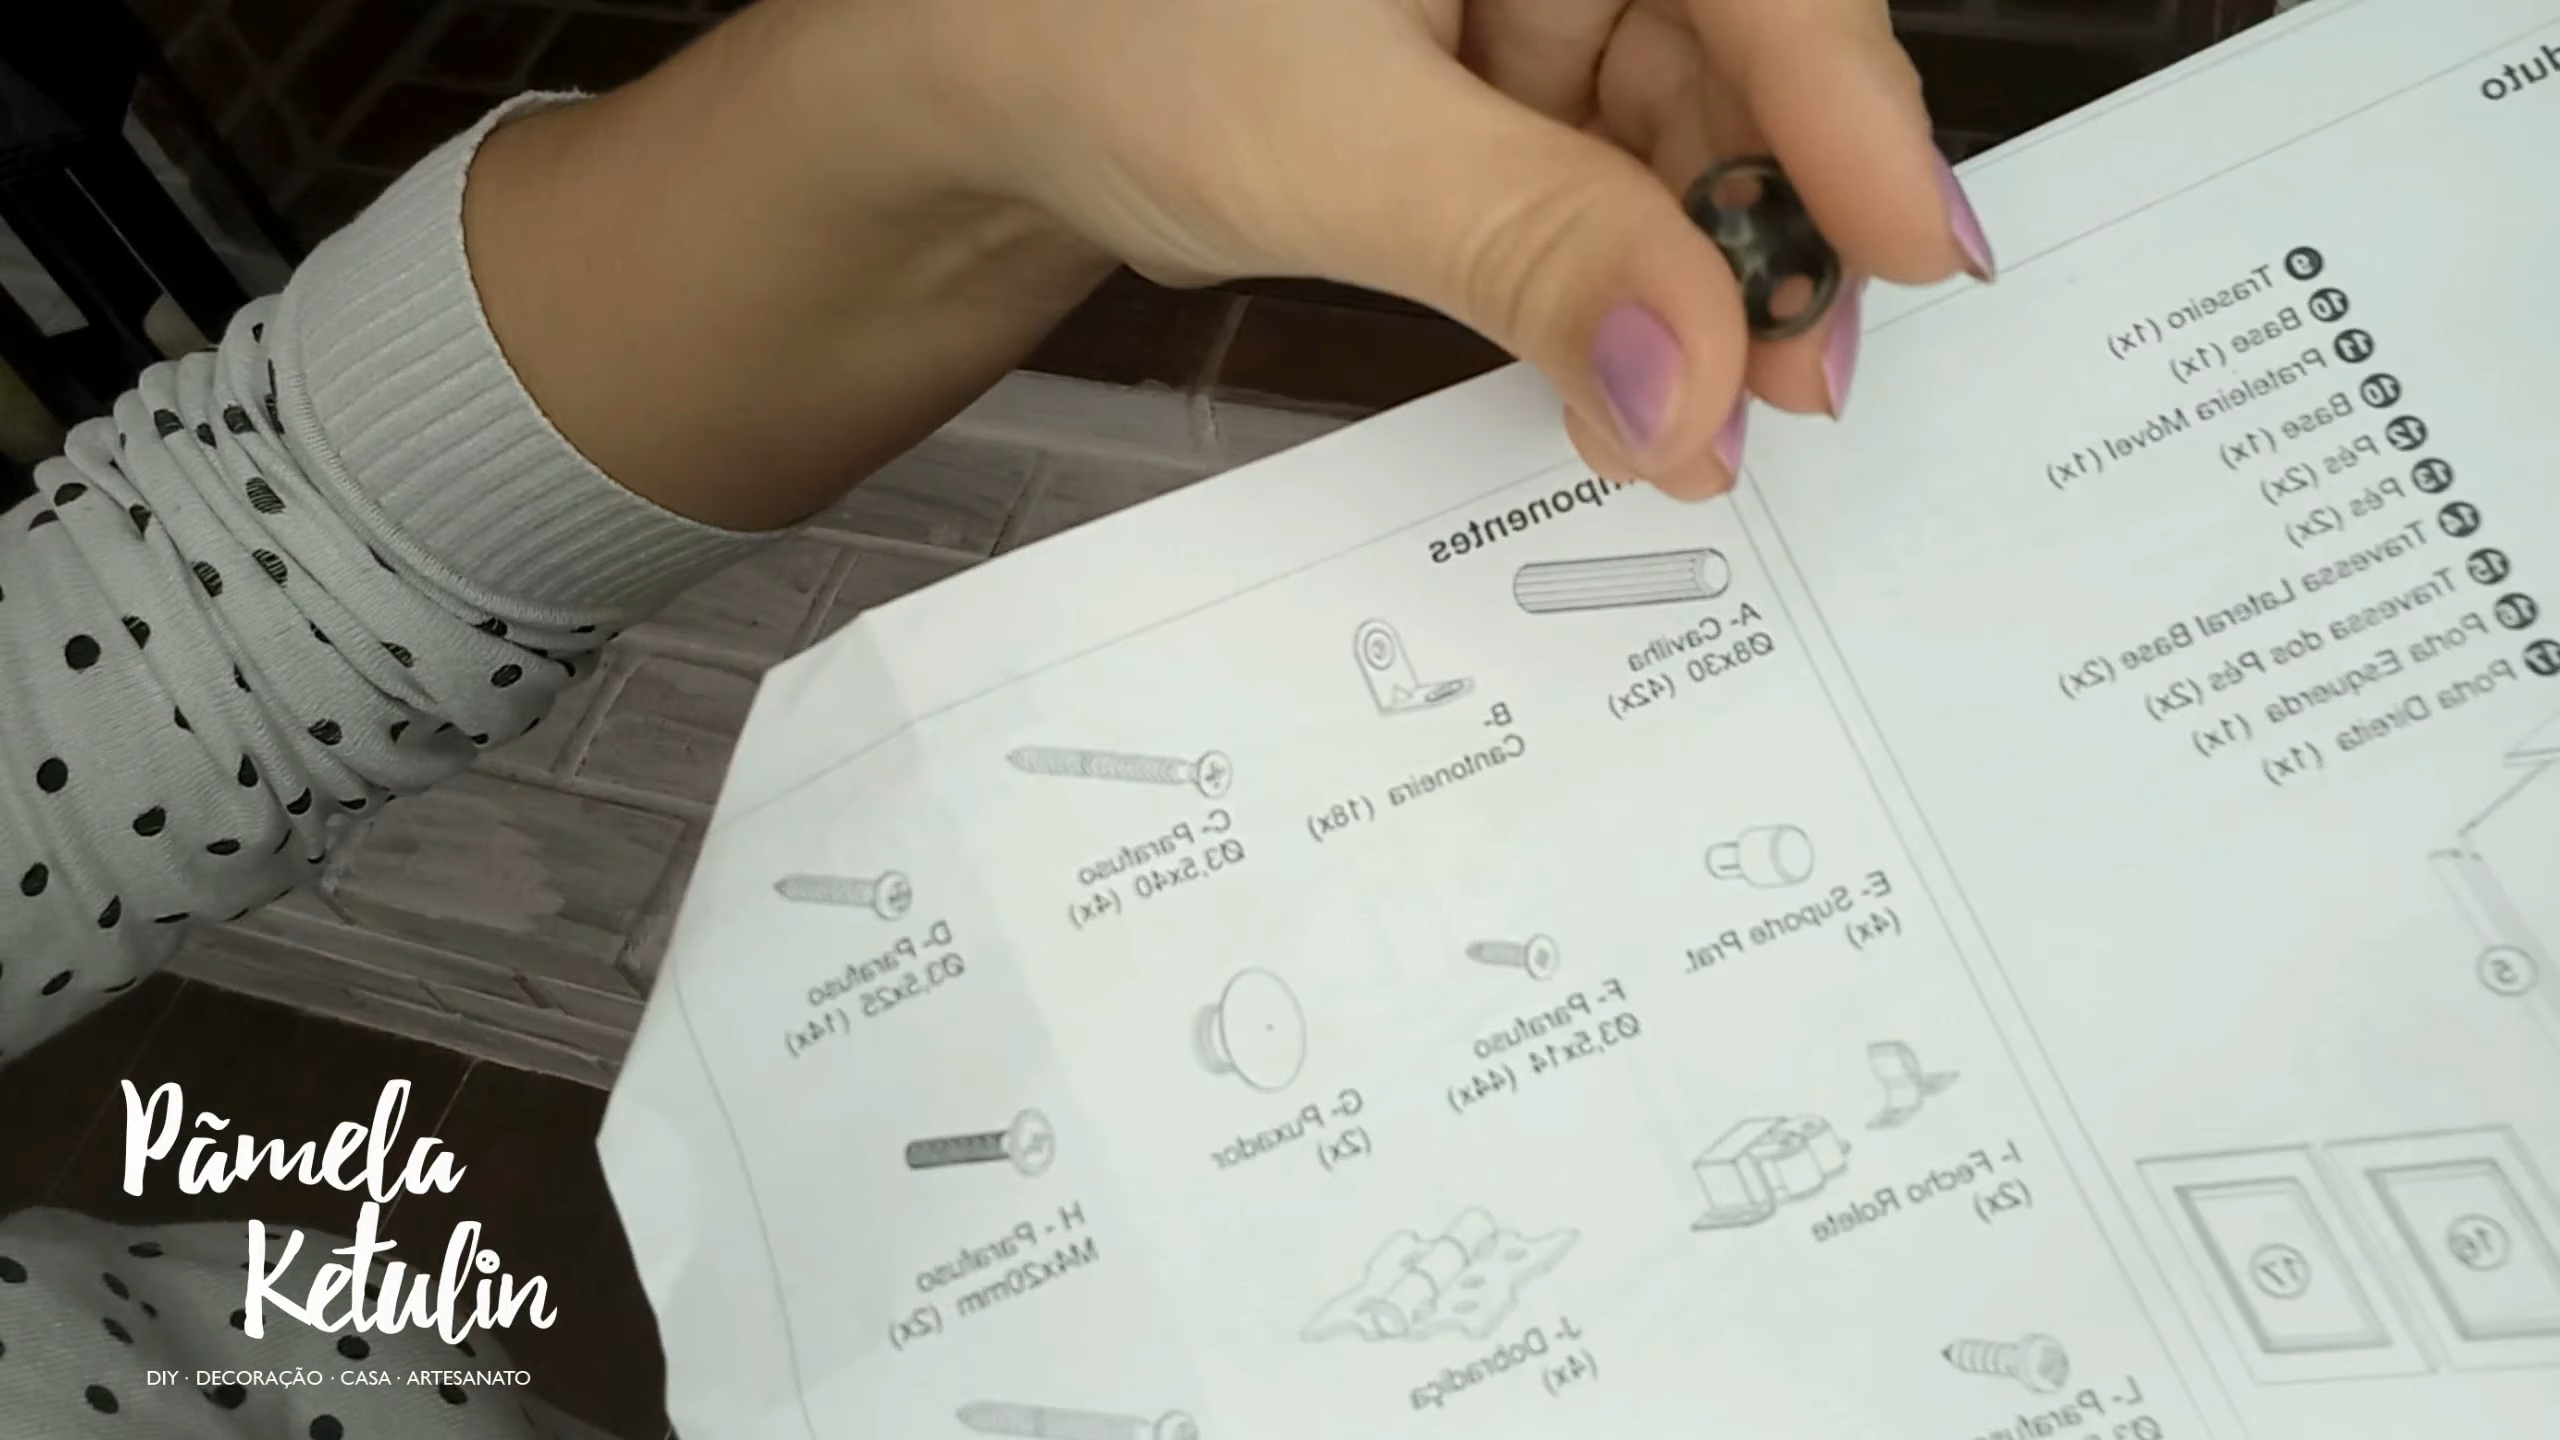 duto
9 Traseiro (1x)
10 Base (1x)
11 Prateleira Móvel (1x)
10 Base (1x)
12 Pés (2x)
13 Pés (2x)
14 Travessa Lateral Base (2x)
15 Travessa dos Pés (2x)
16 Porta Esquerda (1x)
17 Porta Direita (1x)
mponentes
A- Cavilha
Ø8x30 (42x)
B-
Cantoneira (18x)
C- Parafuso
Ø3,5x40 (4x)
D- Parafuso
Ø3,5x25 (14x)
E- Suporte Prat.
(4x)
F- Parafuso
Ø3,5x14 (44x)
G- Puxador
(2x)
H- Parafuso
M4x20mm (2x)
I- Fecho Rolete
(2x)
J- Dobradiça
(4x)
L- Parafuso
5
16
17
Pãmela
Ketulin
DIY · DECORAÇÃO · CASA · ARTESANATO